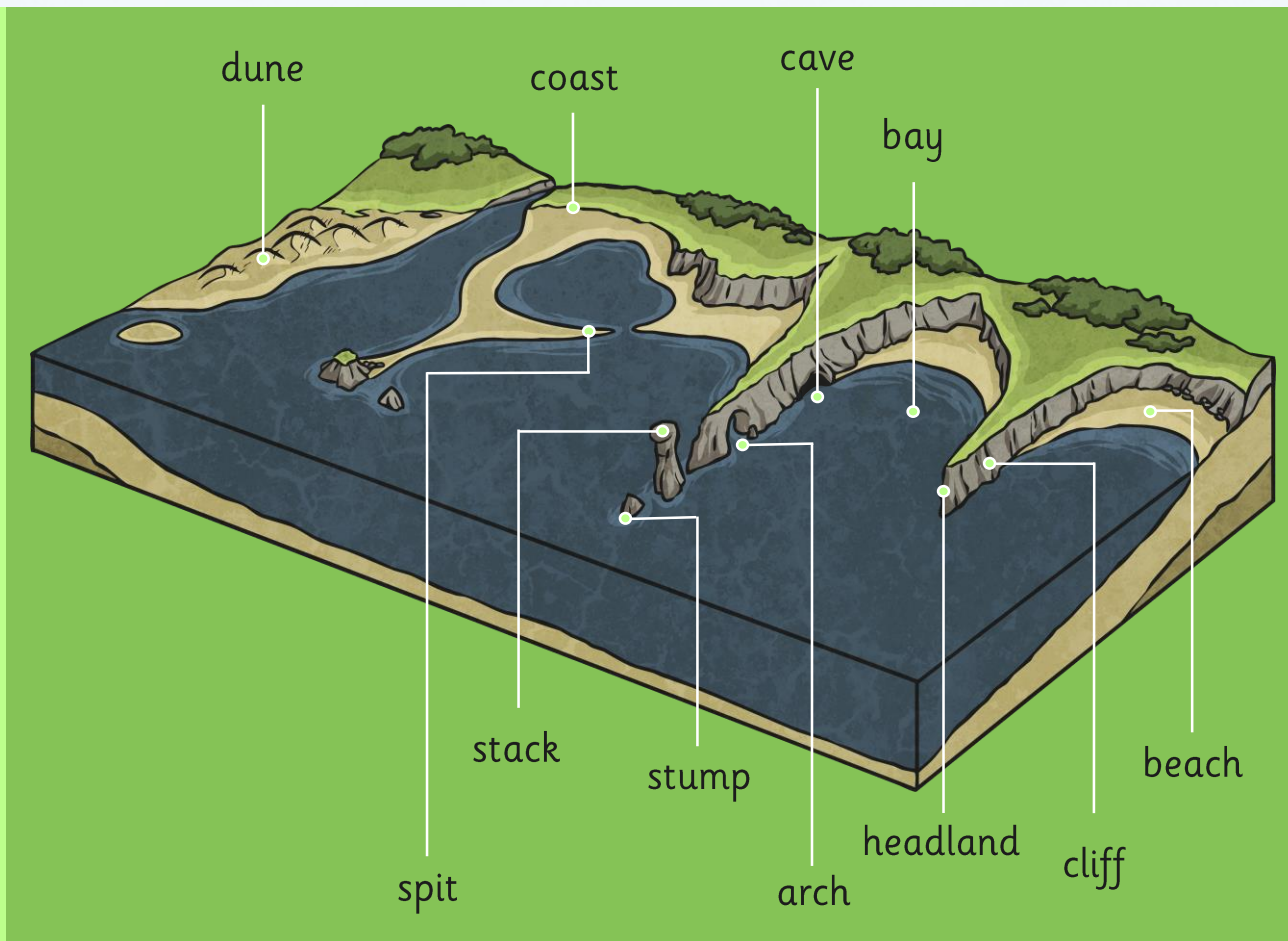 dune
coast
cave
bay
stack
stump
beach
headland
cliff
spit
arch